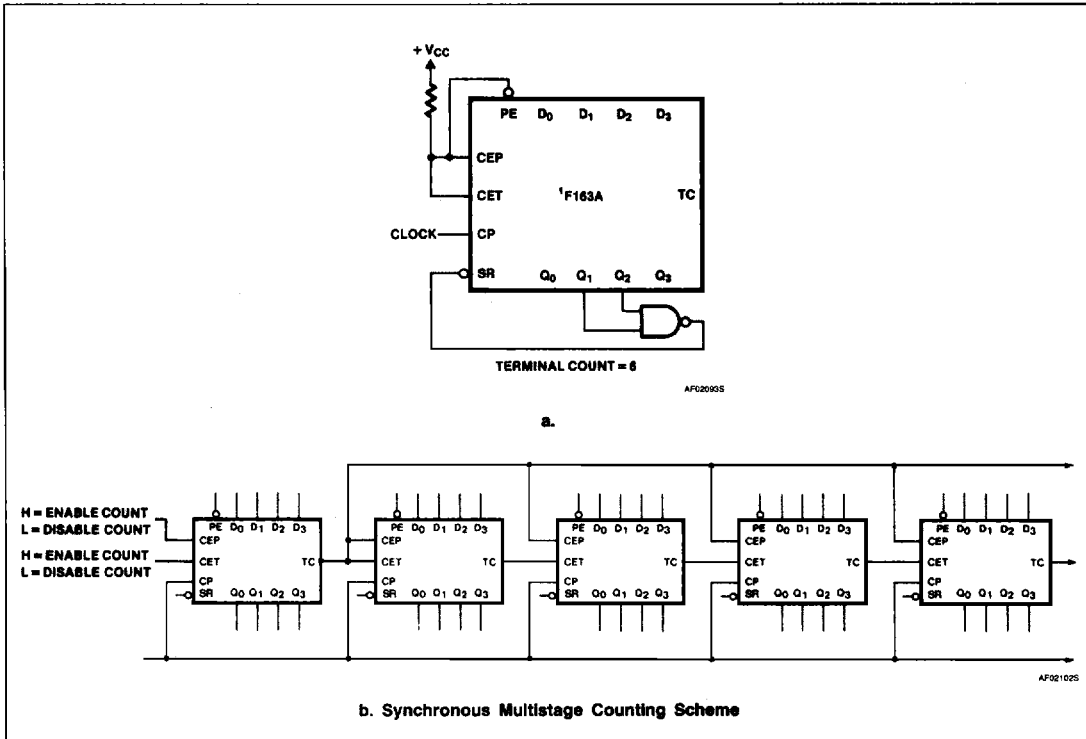 + VCC
PE D0 D1 D2 D3
CEP
CET
1F163A
TC
CLOCK
CP
SR
Q0 Q1 Q2 Q3
TERMINAL COUNT = 6
AF02093S
a.
H = ENABLE COUNT
L = DISABLE COUNT
H = ENABLE COUNT
L = DISABLE COUNT
PE D0 D1 D2 D3
CEP
CET
TC
CP
SR
Q0 Q1 Q2 Q3
PE D0 D1 D2 D3
CEP
CET
TC
CP
SR
Q0 Q1 Q2 Q3
PE D0 D1 D2 D3
CEP
CET
TC
CP
SR
Q0 Q1 Q2 Q3
PE D0 D1 D2 D3
CEP
CET
TC
CP
SR
Q0 Q1 Q2 Q3
PE D0 D1 D2 D3
CEP
CET
TC
CP
SR
Q0 Q1 Q2 Q3
AF02102S
b. Synchronous Multistage Counting Scheme